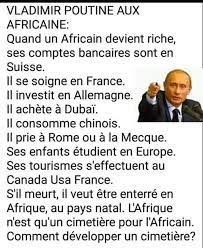 VLADIMIR POUTINE AUX
AFRICAINE:
Quand un Africain devient riche,
ses comptes bancaires sont en
Suisse.
Il se soigne en France.
Il investit en Allemagne.
Il achète à Dubaï.
Il consomme chinois.
Il prie à Rome ou à la Mecque.
Ses enfants étudient en Europe.
Ses tourismes s'effectuent au
Canada Usa France.
S'il meurt, il veut être enterré en
Afrique, au pays natal. L'Afrique
n'est qu'un cimetière pour l'Africain.
Comment développer un cimetière?